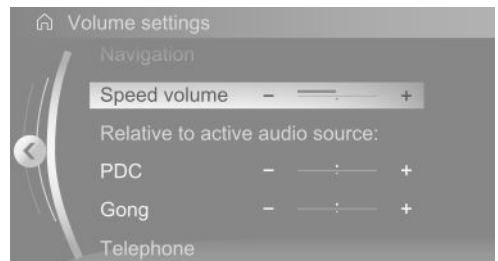 Volume settings
Navigation
Speed volume - +
Relative to active audio source:
PDC - +
Gong - +
Telephone